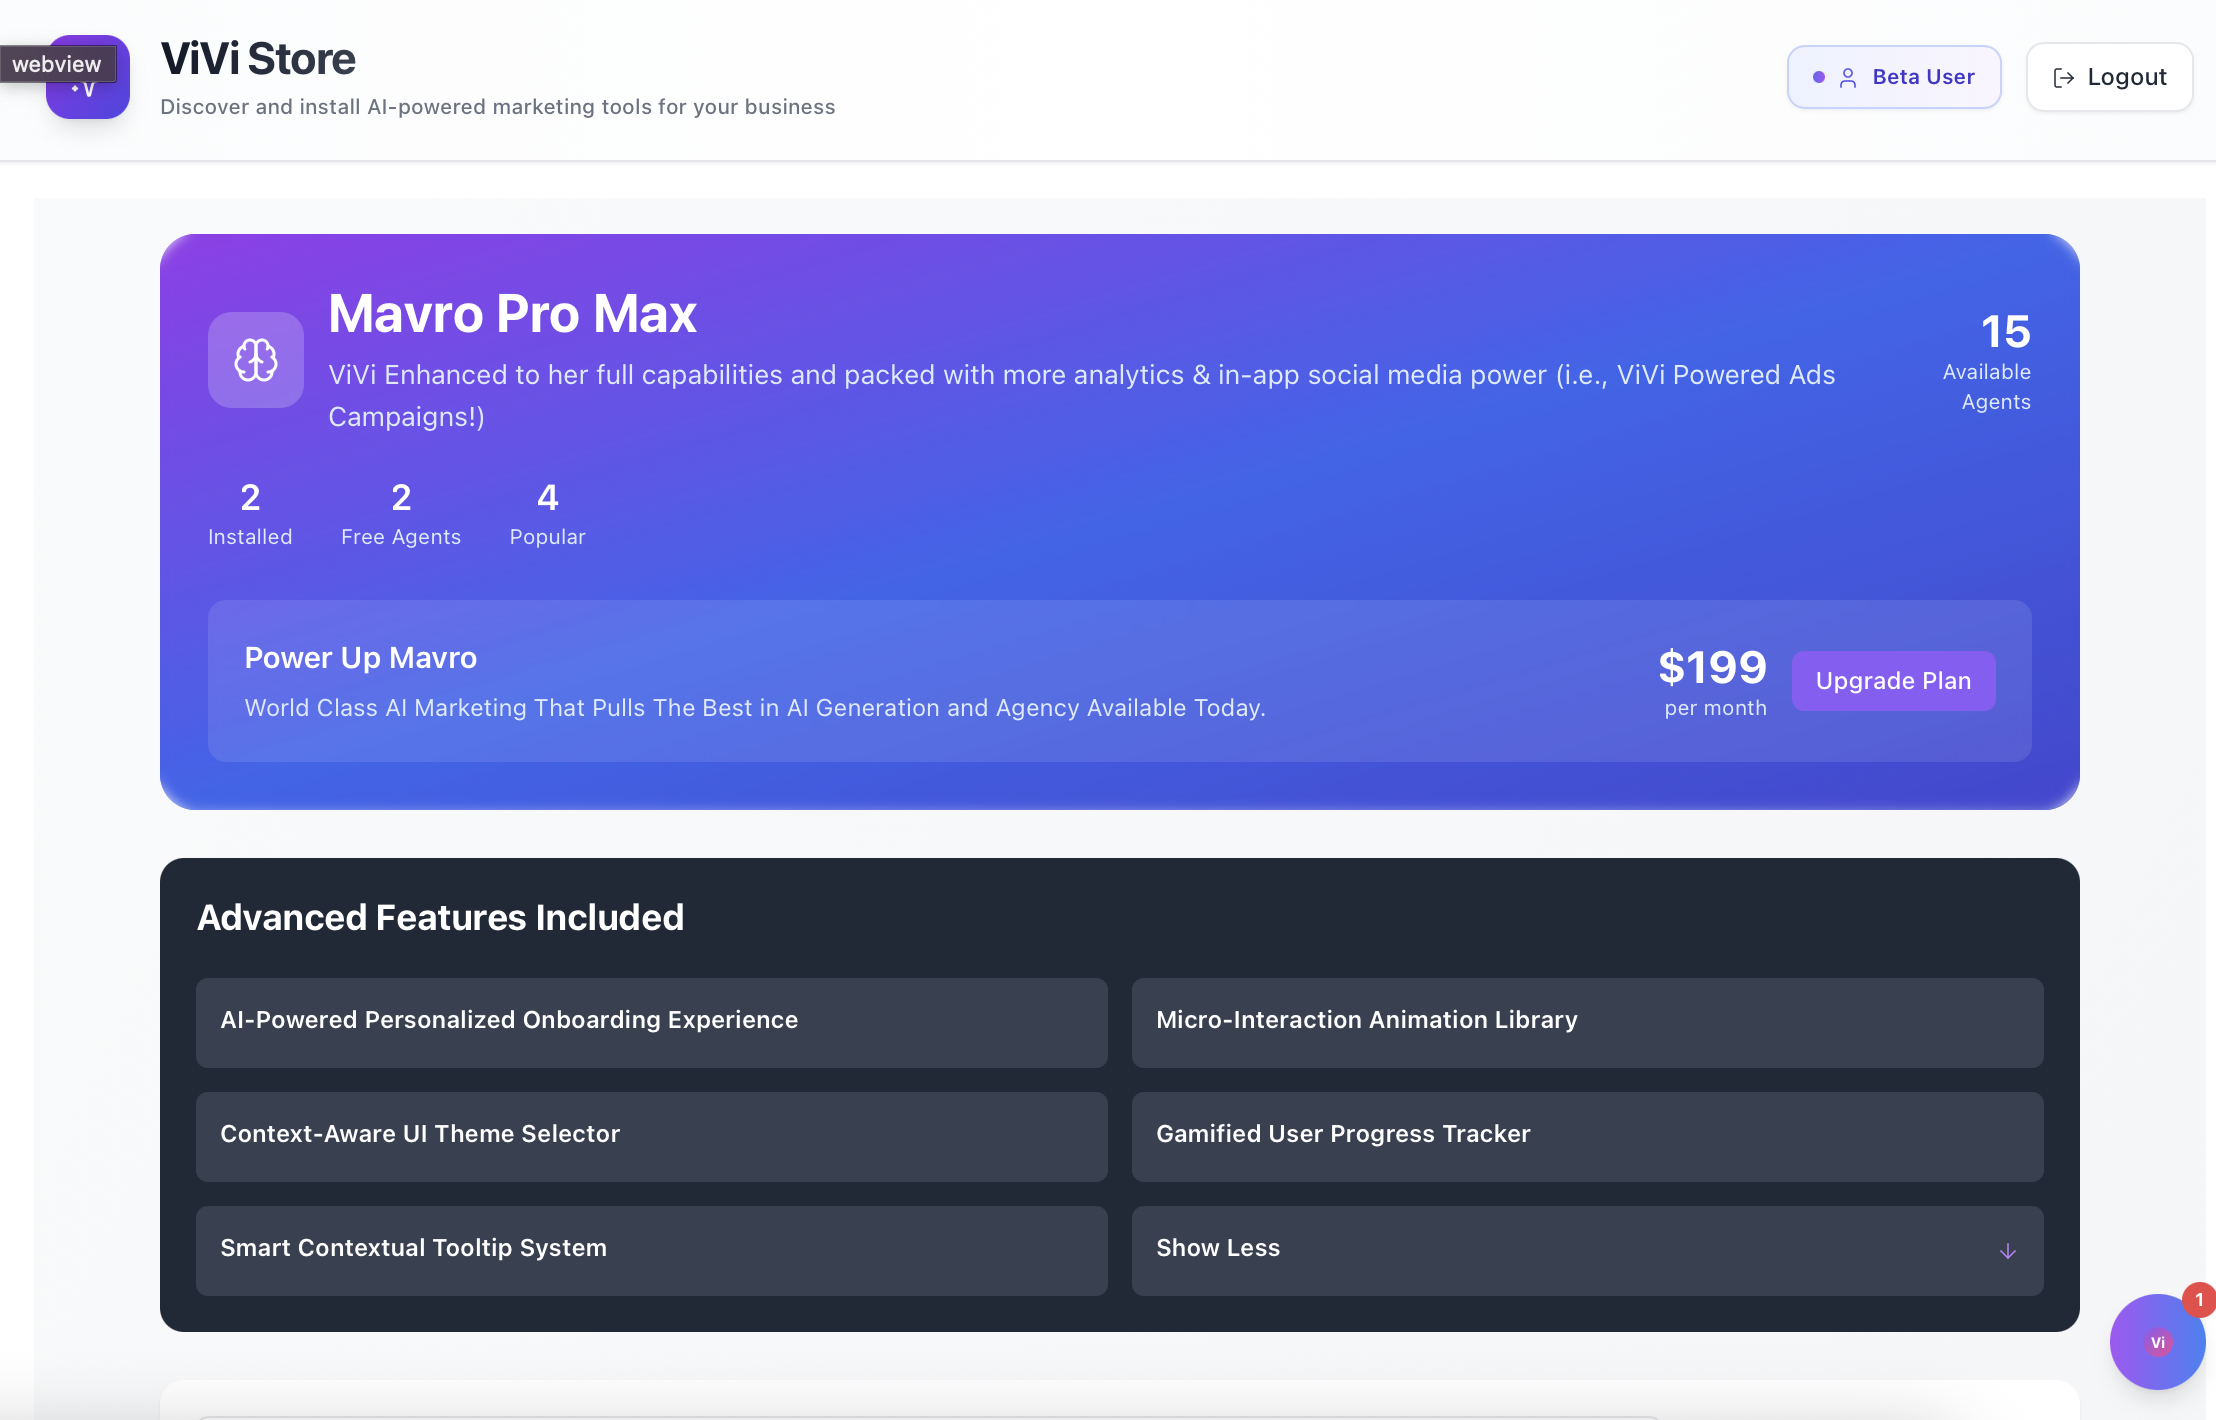 webview
ViVi Store
Discover and install AI-powered marketing tools for your business
Beta User
Logout
Mavro Pro Max
ViVi Enhanced to her full capabilities and packed with more analytics & in-app social media power (i.e., ViVi Powered Ads
Campaigns!)
15
Available
Agents
2
Installed
2
Free Agents
4
Popular
Power Up Mavro
World Class AI Marketing That Pulls The Best in AI Generation and Agency Available Today.
$199
per month
Upgrade Plan
Advanced Features Included
AI-Powered Personalized Onboarding Experience
Micro-Interaction Animation Library
Context-Aware UI Theme Selector
Gamified User Progress Tracker
Smart Contextual Tooltip System
Show Less
1
Vi